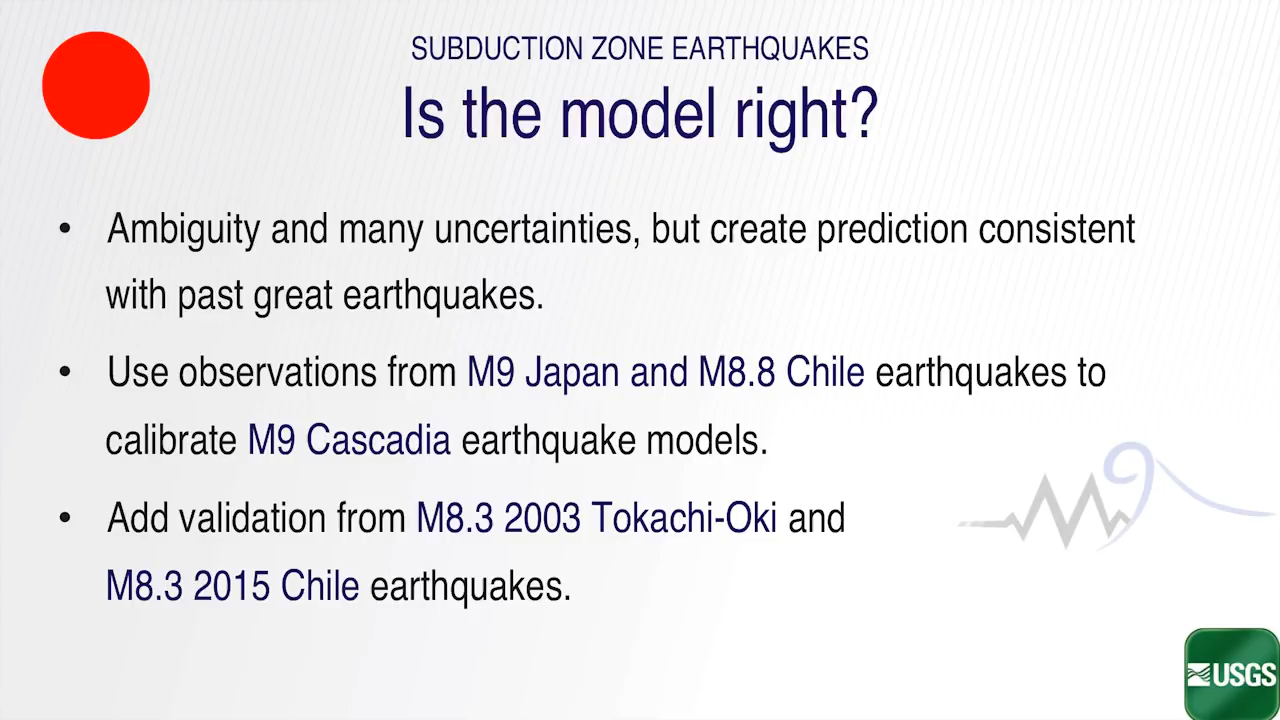 SUBDUCTION ZONE EARTHQUAKES
Is the model right?
• Ambiguity and many uncertainties, but create prediction consistent
with past great earthquakes.
• Use observations from M9 Japan and M8.8 Chile earthquakes to
calibrate M9 Cascadia earthquake models.
• Add validation from M8.3 2003 Tokachi-Oki and
M8.3 2015 Chile earthquakes.
M9
USGS